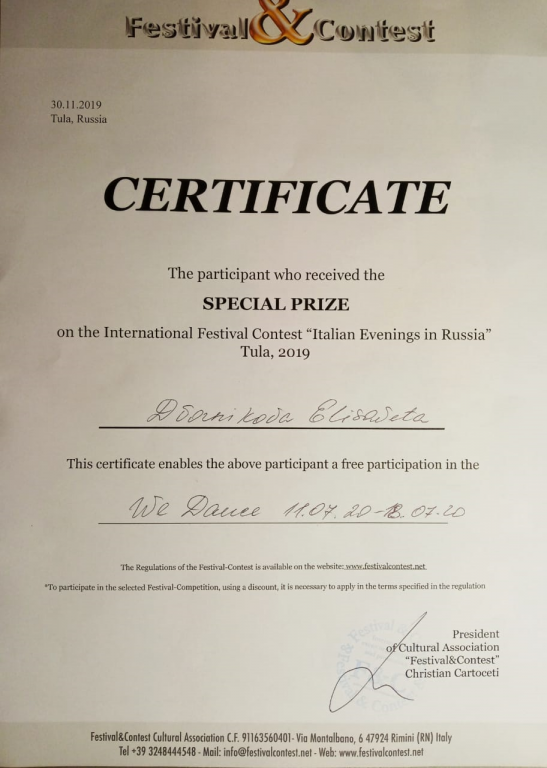 Festival & Contest
30.11.2019
Tula, Russia
CERTIFICATE
The participant who received the
SPECIAL PRIZE
on the International Festival Contest “Italian Evenings in Russia”
Tula, 2019
Elisaveta
This certificate enables the above participant a free participation in the
We Dance 11.07.20-18.07.20
The Regulations of the Festival-Contest is available on the website: www.festivalcontest.net
*To participate in the selected Festival-Competition, using a discount, it is necessary to apply in the terms specified in the regulation
President
of Cultural Association
“Festival&Contest”
Christian Cartoceti
Festival&Contest Cultural Association C.F. 91163560401- Via Montalbano, 6 47924 Rimini (RN) Italy
Tel +39 3248444548 - Mail: info@festivalcontest.net - Web: www.festivalcontest.net